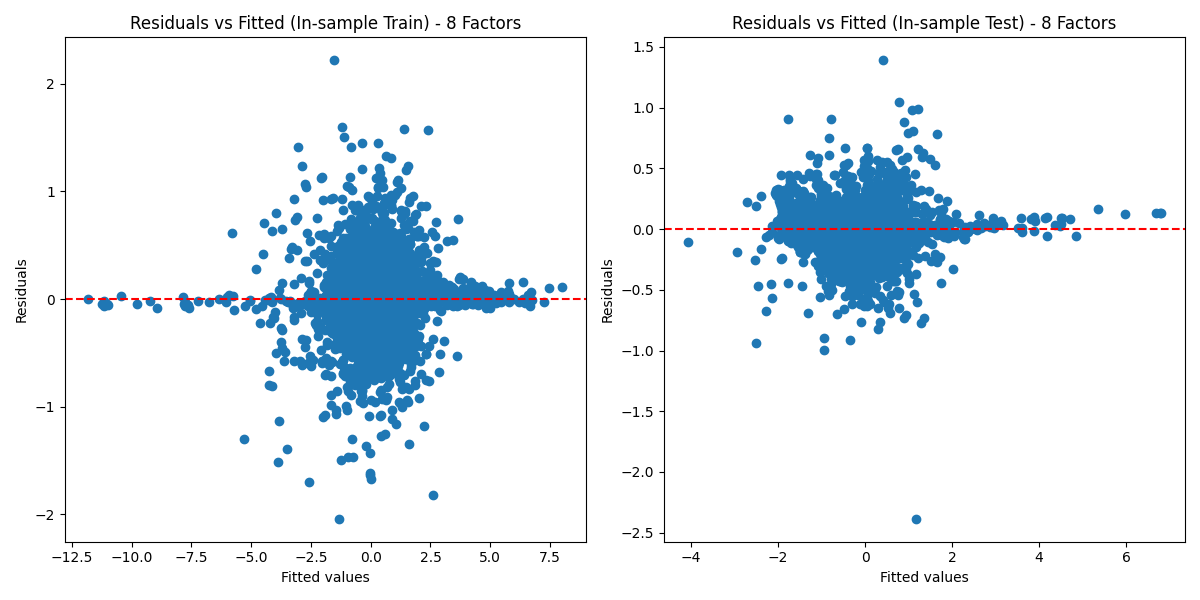 Residuals vs Fitted (In-sample Train) - 8 Factors
Residuals
2
1
0
−1
−2
−12.5 −10.0 −7.5 −5.0 −2.5 0.0 2.5 5.0 7.5
Fitted values
Residuals vs Fitted (In-sample Test) - 8 Factors
Residuals
1.5
1.0
0.5
0.0
−0.5
−1.0
−1.5
−2.0
−2.5
−4 −2 0 2 4 6
Fitted values